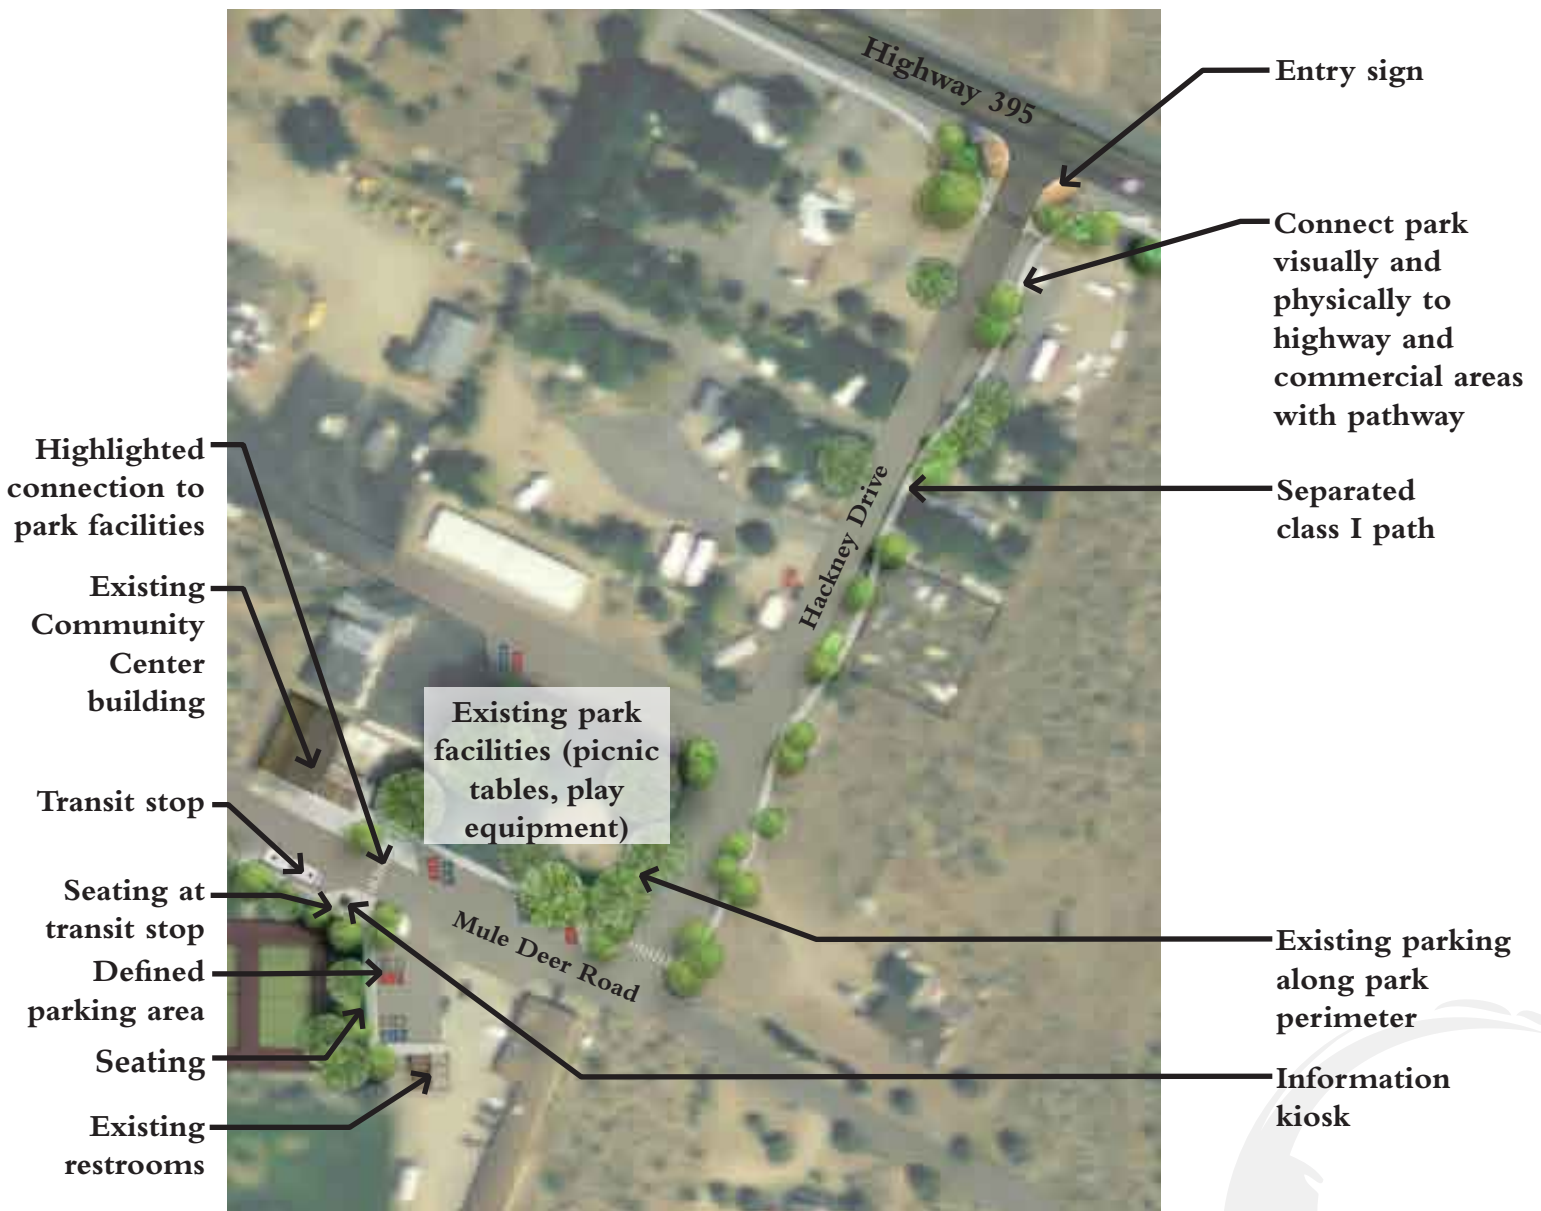 Highway 395
Entry sign
Connect park
visually and
physically to
highway and
commercial areas
with pathway
Highlighted
connection to
park facilities
Separated
class I path
Hackney Drive
Existing
Community
Center
building
Existing park
facilities (picnic
tables, play
equipment)
Transit stop
Seating at
transit stop
Mule Deer Road
Existing parking
along park
perimeter
Defined
parking area
Seating
Information
kiosk
Existing
restrooms